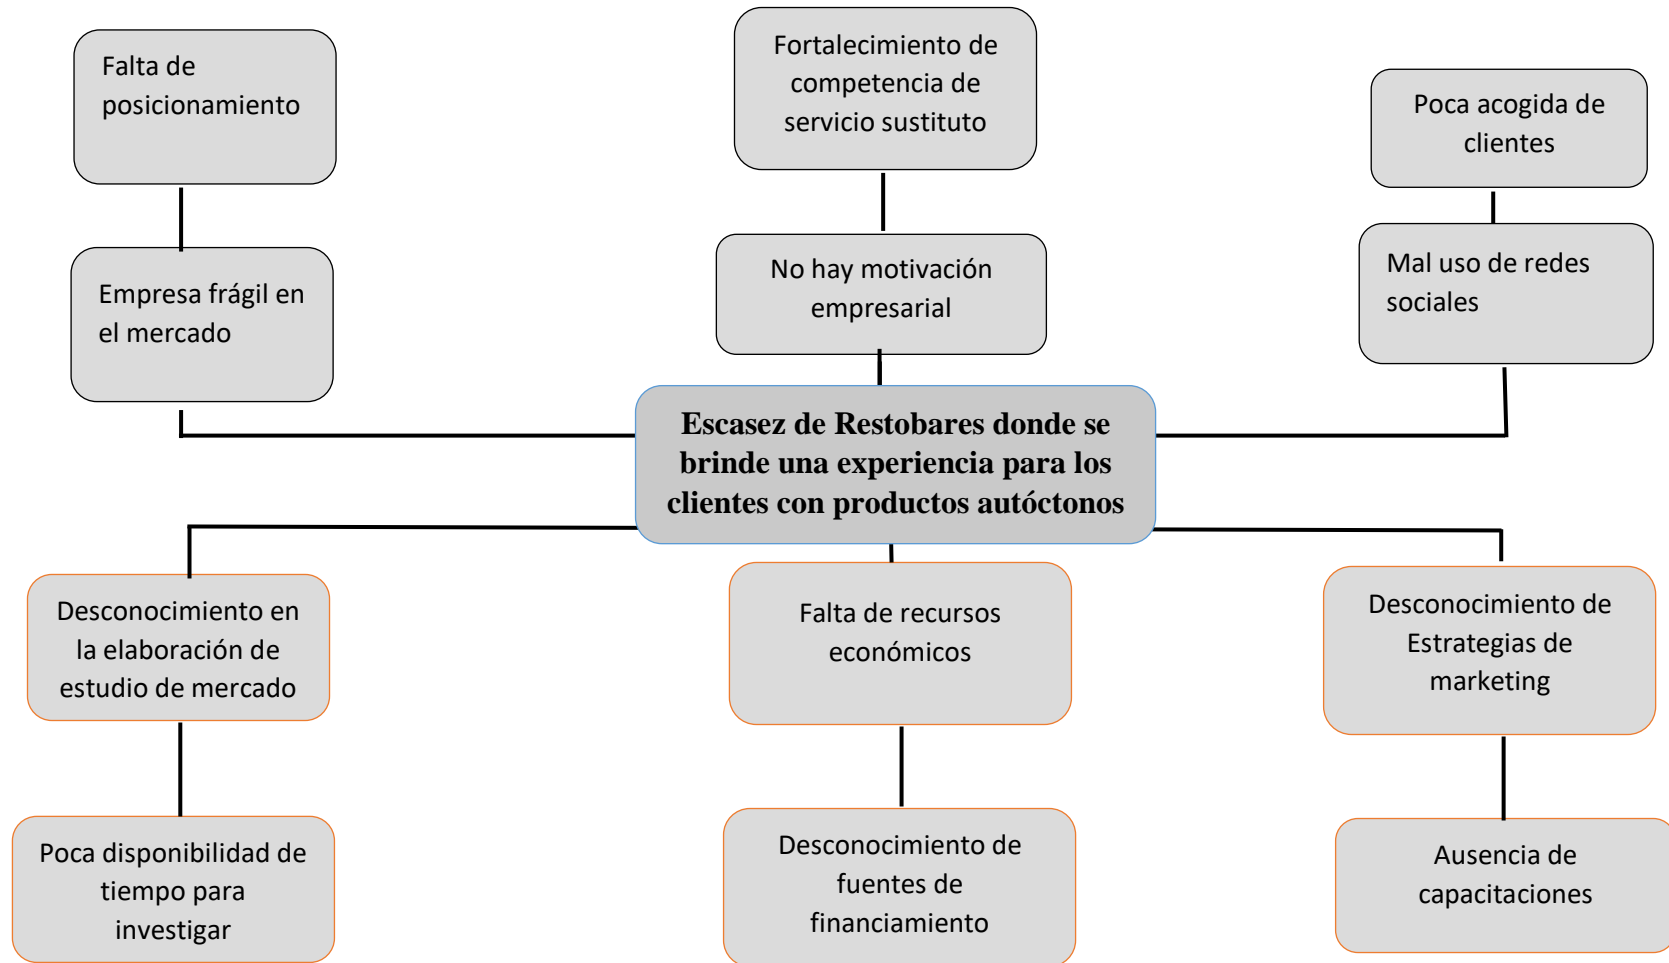 Falta de
posicionamiento
Fortalecimiento de
competencia de
servicio sustituto
Poca acogida de
clientes
Empresa frágil en
el mercado
No hay motivación
empresarial
Mal uso de redes
sociales
Escasez de Restobares donde se
brinde una experiencia para los
clientes con productos autóctonos
Desconocimiento en
la elaboración de
estudio de mercado
Falta de recursos
económicos
Desconocimiento de
Estrategias de
marketing
Poca disponibilidad de
tiempo para
investigar
Desconocimiento de
fuentes de
financiamiento
Ausencia de
capacitaciones